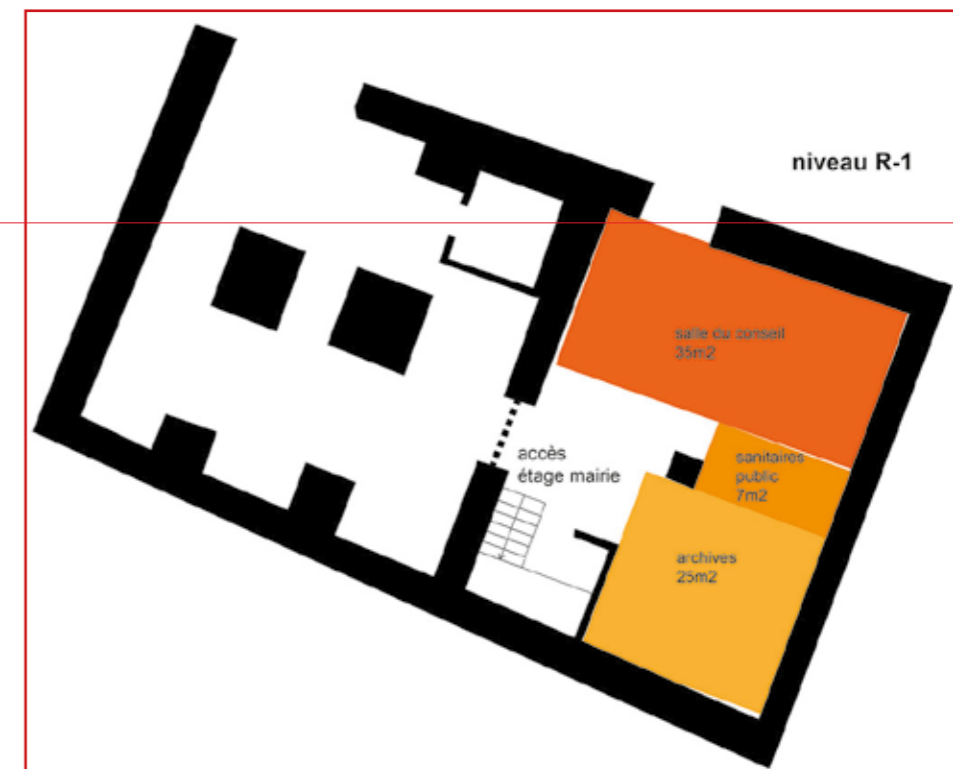 niveau R-1
salle du conseil
35m2
accès
étage mairie
sanitaires
public
7m2
archives
25m2